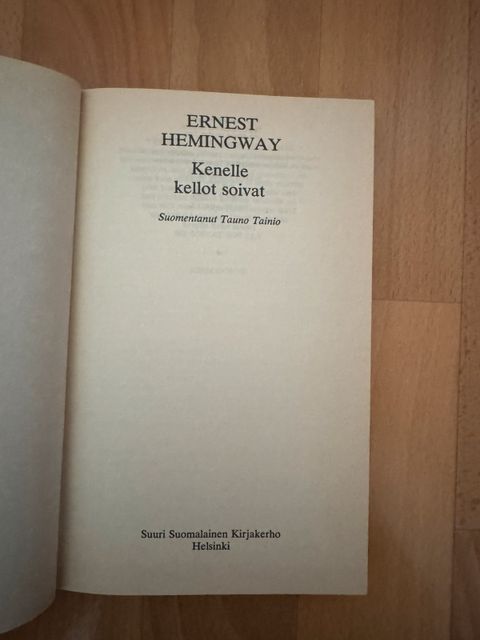 ERNEST
HEMINGWAY
Kenelle
kellot soivat
Suomentanut Tauno Tainio
Suuri Suomalainen Kirjakerho
Helsinki